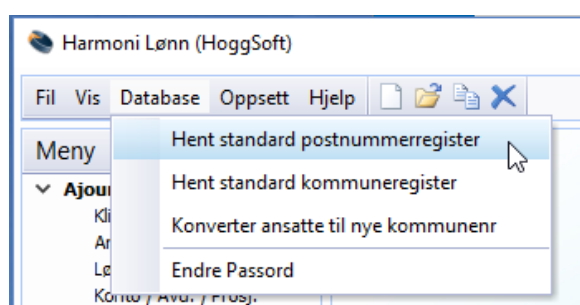 Harmoni Lønn (HoggSoft)
Fil Vis Database Oppsett Hjelp
Meny
Hent standard postnummerregister
Hent standard kommuneregister
Konverter ansatte til nye kommunenr
Endre Passord
Konto / Avd. / Prosj.